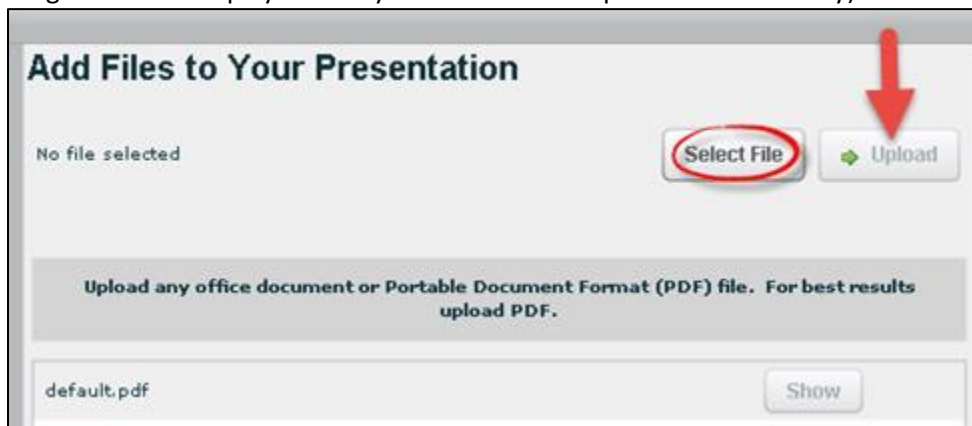 Add Files to Your Presentation
No file selected
Select File
Upload
Upload any office document or Portable Document Format (PDF) file. For best results
upload PDF.
default.pdf
Show